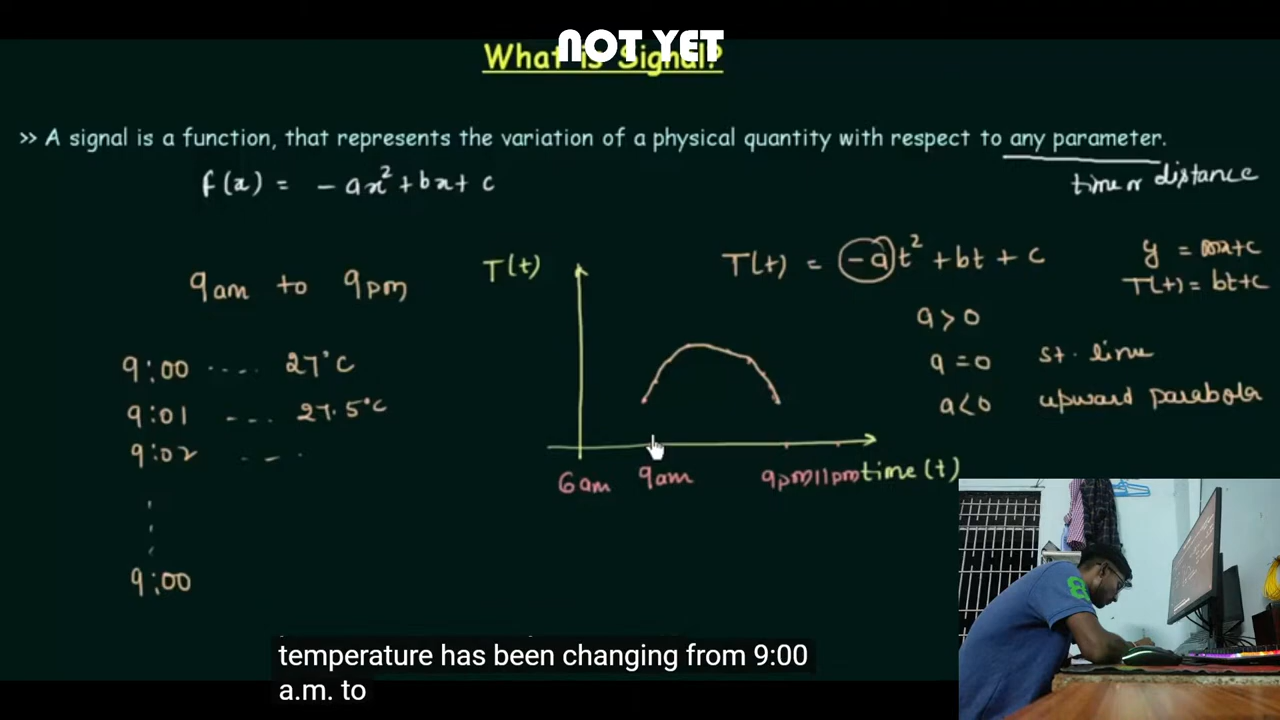 NOT YET
What is Signal?
>> A signal is a function, that represents the variation of a physical quantity with respect to any parameter.
time or distance
f(x) = - ax² + bx + c
T(t) = -at² + bt + c
y = mx+c
T(t) = bt+c
9am to 9pm
T(t)
a > 0
a = 0 st. line
a < 0 upward parabola
9:00 .... 27°C
9:01 --- 27.5°C
9:02 --.
9:00
6am 9am 9pm 11pm time (t)
temperature has been changing from 9:00
a.m. to
8